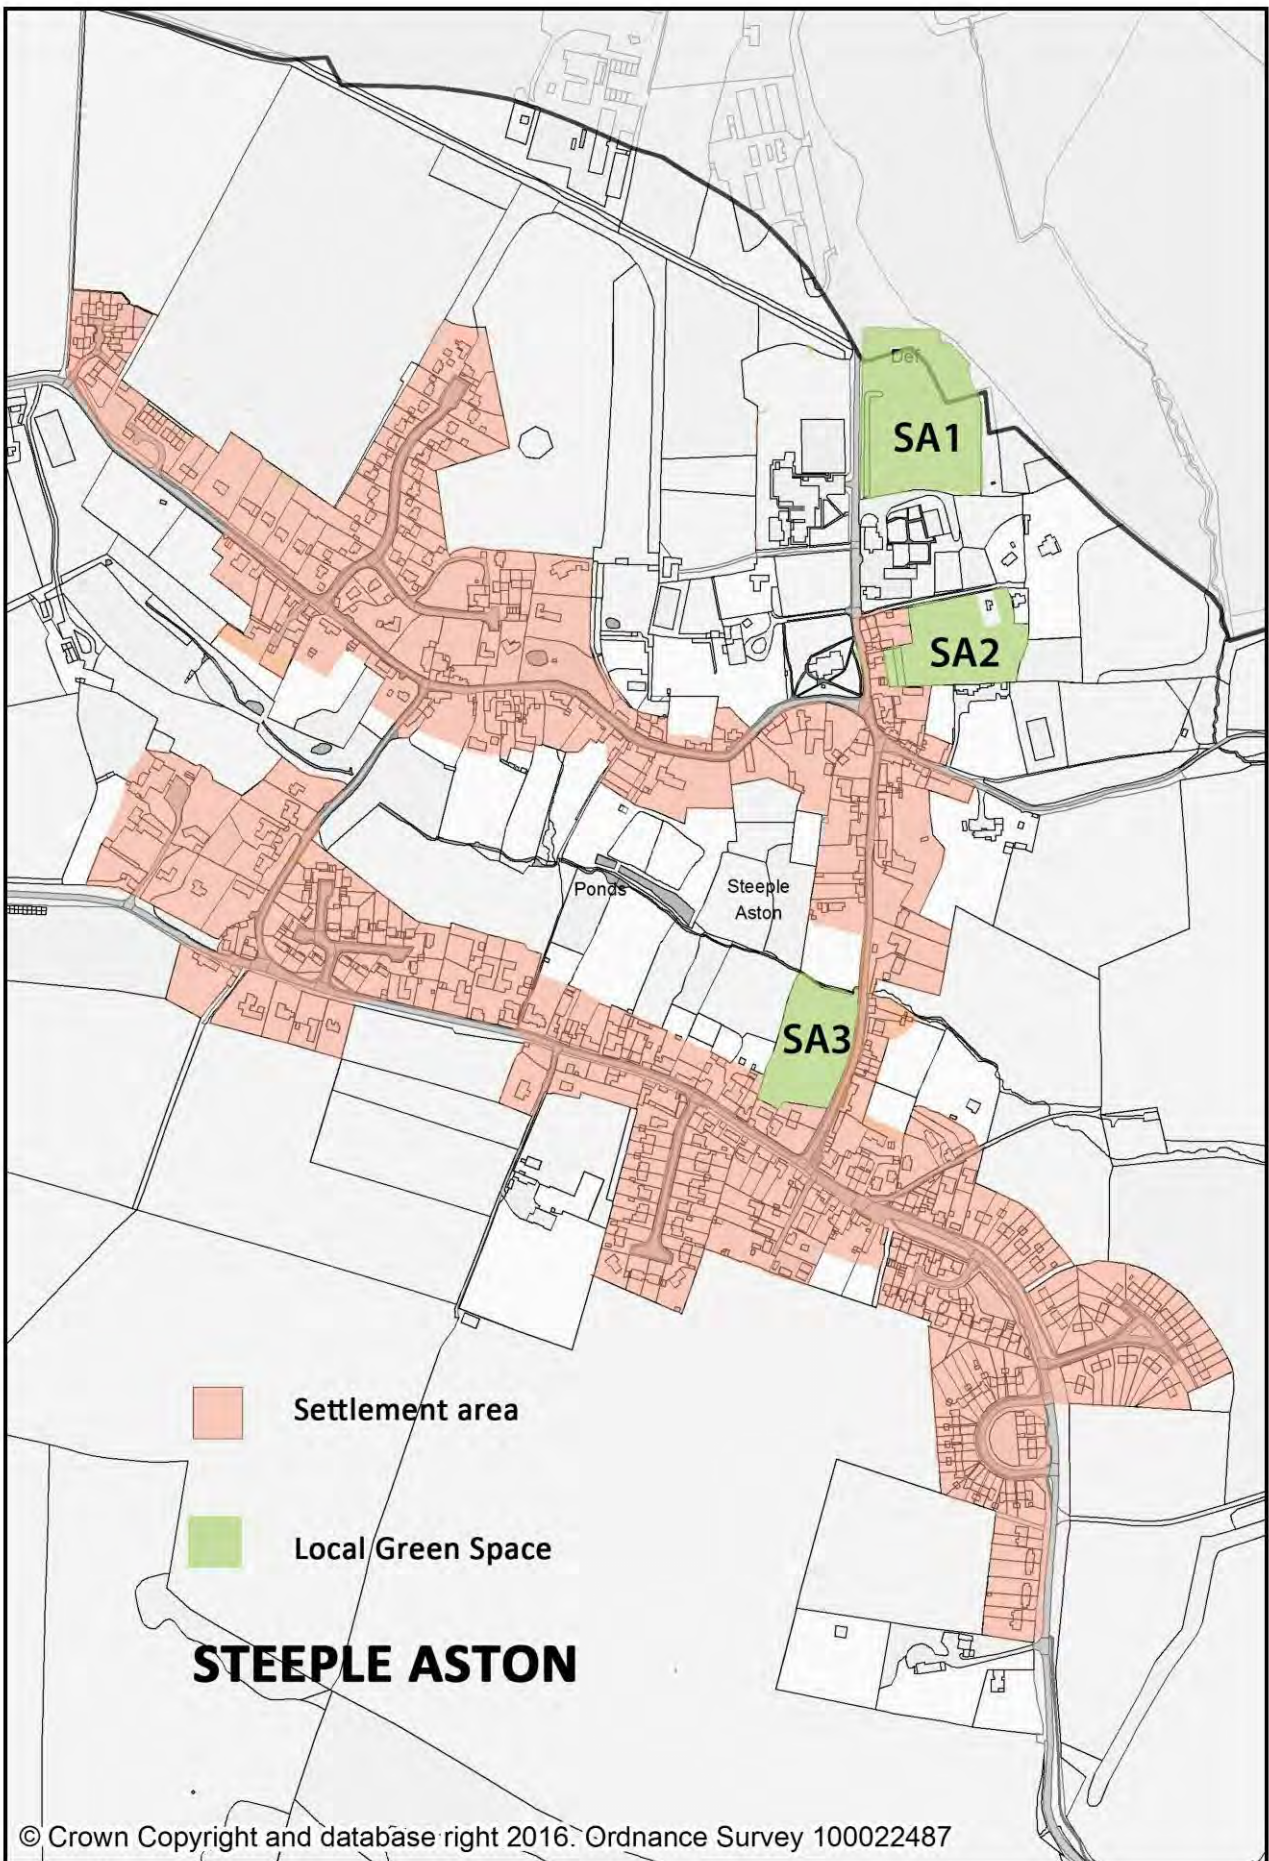 Def
SA1
SA2
Ponds
Steeple
Aston
SA3
Settlement area
Local Green Space
STEEPLE ASTON
© Crown Copyright and database right 2016. Ordnance Survey 100022487